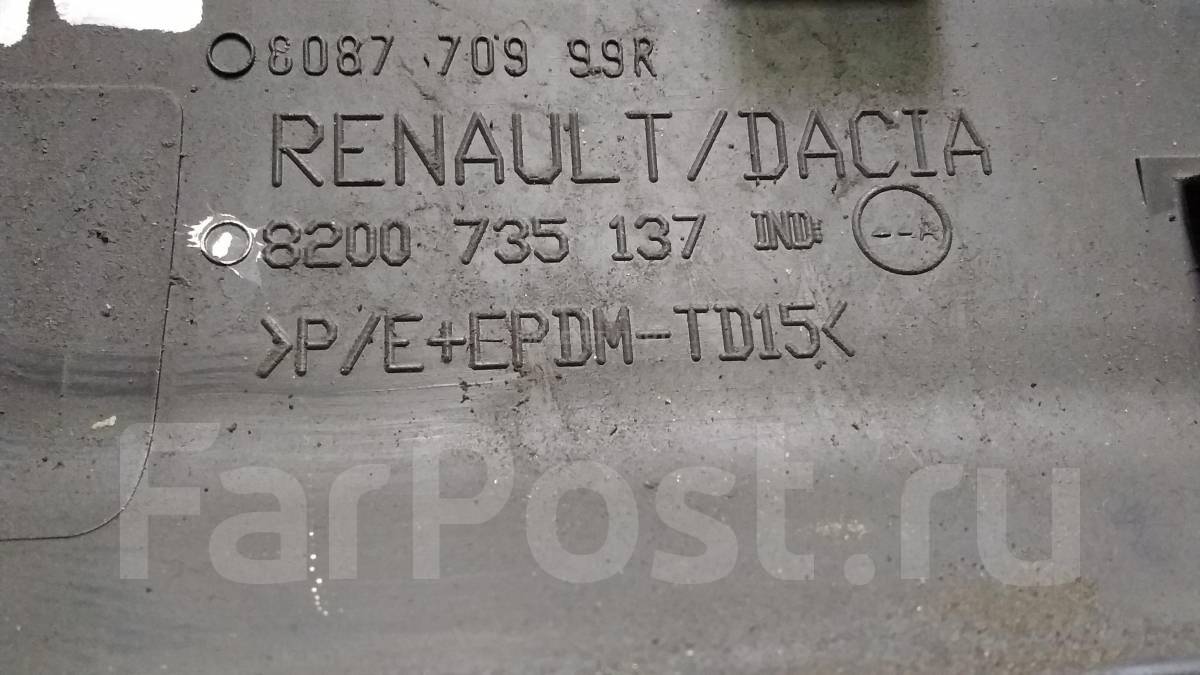 8087 709 99R
RENAULT/DACIA
8200 735 137 IND: --A
>P/E+EPDM-TD15<
FarPost.ru